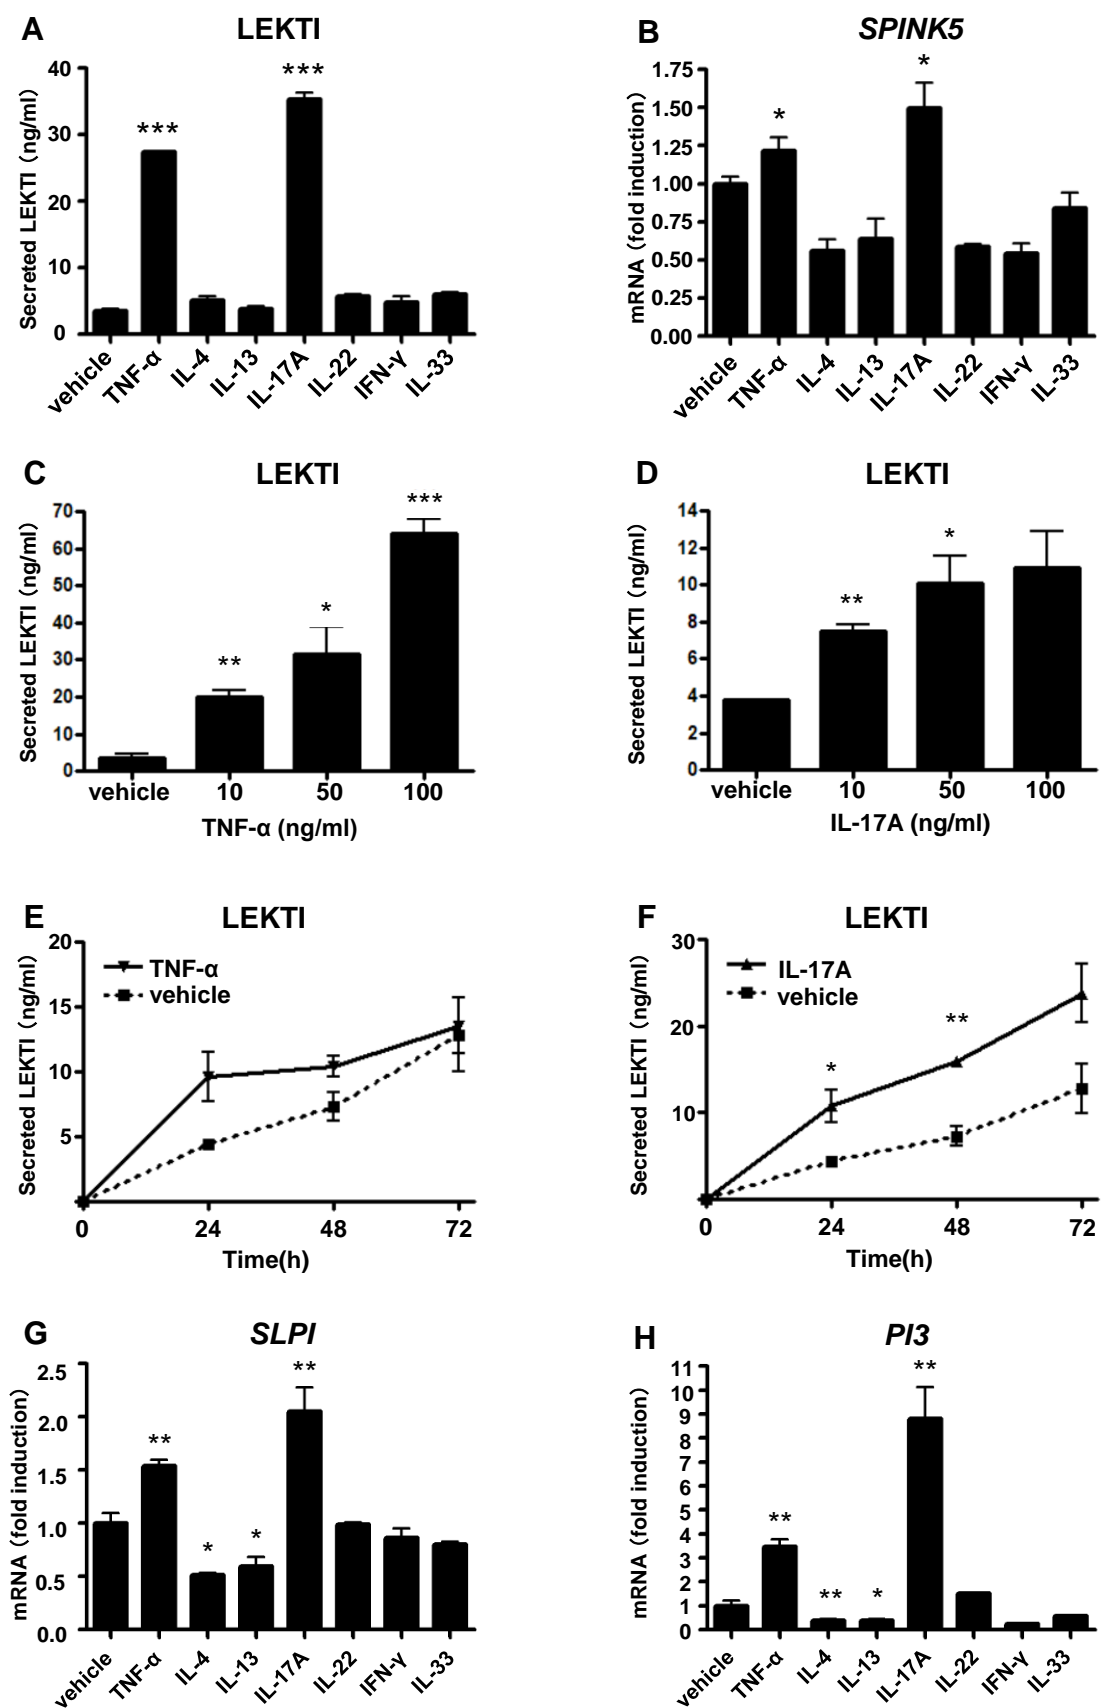 A
LEKTI
Secreted LEKTI (ng/ml)
40
30
20
10
0
***
***
vehicle
TNF-α
IL-4
IL-13
IL-17A
IL-22
IFN-γ
IL-33
B
SPINK5
mRNA (fold induction)
1.75
1.50
1.25
1.00
0.75
0.50
0.25
0.00
*
*
vehicle
TNF-α
IL-4
IL-13
IL-17A
IL-22
IFN-γ
IL-33
C
LEKTI
Secreted LEKTI (ng/ml)
70
60
50
40
30
20
10
0
**
*
***
vehicle 10 50 100
TNF-α (ng/ml)
D
LEKTI
Secreted LEKTI (ng/ml)
14
12
10
8
6
4
2
0
**
*
vehicle 10 50 100
IL-17A (ng/ml)
E
LEKTI
Secreted LEKTI (ng/ml)
20
15
10
5
TNF-α
vehicle
0 24 48 72
Time(h)
F
LEKTI
Secreted LEKTI (ng/ml)
30
20
10
IL-17A
vehicle
*
**
0 24 48 72
Time(h)
G
SLPI
mRNA (fold induction)
2.5
2.0
1.5
1.0
0.5
0.0
**
*
*
**
vehicle
TNF-α
IL-4
IL-13
IL-17A
IL-22
IFN-γ
IL-33
H
PI3
mRNA (fold induction)
11
10
9
8
7
6
5
4
3
2
1
0
**
**
*
**
vehicle
TNF-α
IL-4
IL-13
IL-17A
IL-22
IFN-γ
IL-33